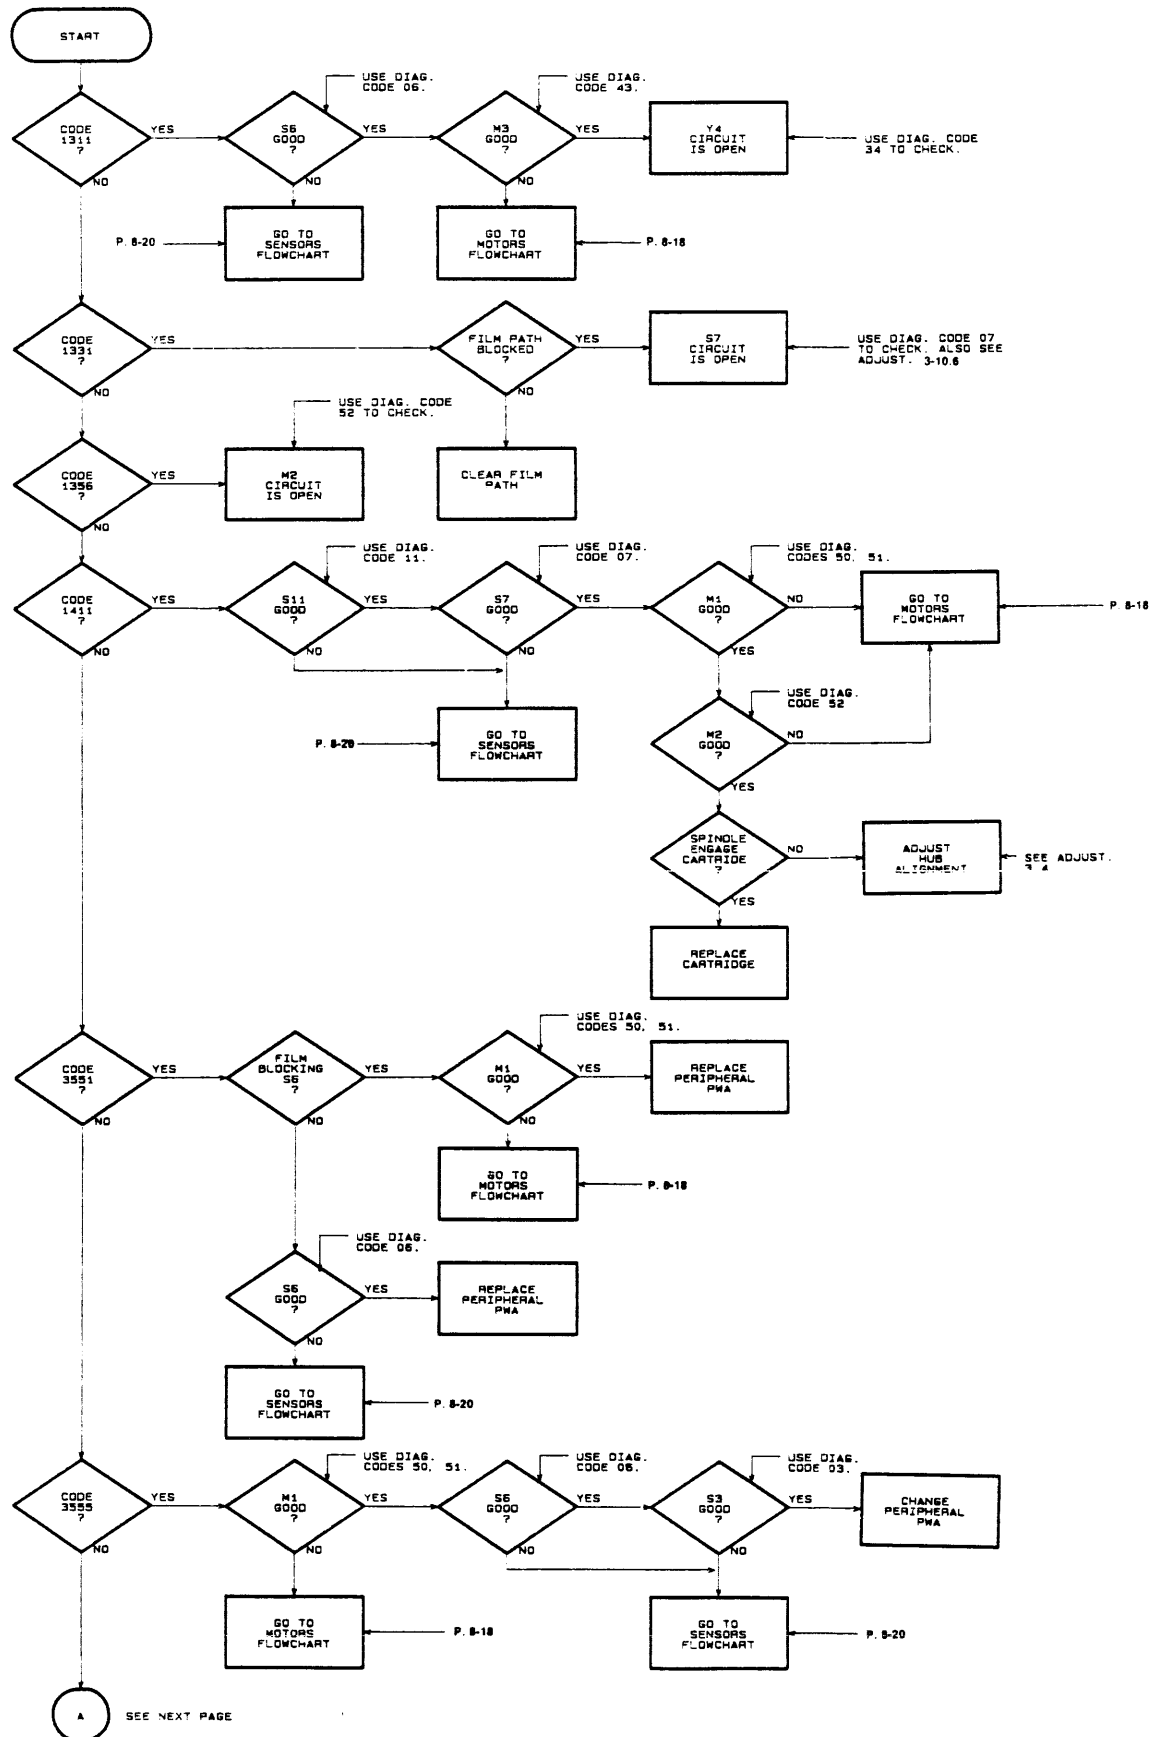 START
USE DIAG.
CODE 06.
USE DIAG.
CODE 43.
CODE
1311
?
YES
NO
S6
GOOD
?
YES
NO
M3
GOOD
?
YES
NO
Y4
CIRCUIT
IS OPEN
USE DIAG. CODE
34 TO CHECK.
P. 8-20
GO TO
SENSORS
FLOWCHART
GO TO
MOTORS
FLOWCHART
P. 8-18
CODE
1331
?
YES
NO
FILM PATH
BLOCKED
?
YES
NO
S7
CIRCUIT
IS OPEN
USE DIAG. CODE 07
TO CHECK. ALSO SEE
ADJUST. 3-10.6
USE DIAG. CODE
52 TO CHECK.
CODE
1356
?
YES
NO
M2
CIRCUIT
IS OPEN
CLEAR FILM
PATH
USE DIAG.
CODE 11.
USE DIAG.
CODE 07.
USE DIAG.
CODES 50, 51.
CODE
1411
?
YES
NO
S11
GOOD
?
YES
NO
S7
GOOD
?
YES
NO
M1
GOOD
?
NO
YES
GO TO
MOTORS
FLOWCHART
P. 8-18
USE DIAG.
CODE 52
P. 8-20
GO TO
SENSORS
FLOWCHART
M2
GOOD
?
NO
YES
SPINDLE
ENGAGE
CARTRIDE
?
NO
YES
ADJUST
HUB
ALIGNMENT
SEE ADJUST.
REPLACE
CARTRIDGE
USE DIAG.
CODES 50, 51.
CODE
3551
?
YES
NO
FILM
BLOCKING
S6
?
YES
NO
M1
GOOD
?
YES
NO
REPLACE
PERIPHERAL
PWA
GO TO
MOTORS
FLOWCHART
P. 8-18
USE DIAG.
CODE 06.
S6
GOOD
?
YES
NO
REPLACE
PERIPHERAL
PWA
GO TO
SENSORS
FLOWCHART
P. 8-20
USE DIAG.
CODES 50, 51.
USE DIAG.
CODE 06.
USE DIAG.
CODE 03.
CODE
3555
?
YES
NO
M1
GOOD
?
YES
NO
S6
GOOD
?
YES
NO
S3
GOOD
?
YES
NO
CHANGE
PERIPHERAL
PWA
GO TO
MOTORS
FLOWCHART
P. 8-18
GO TO
SENSORS
FLOWCHART
P. 8-20
A
SEE NEXT PAGE